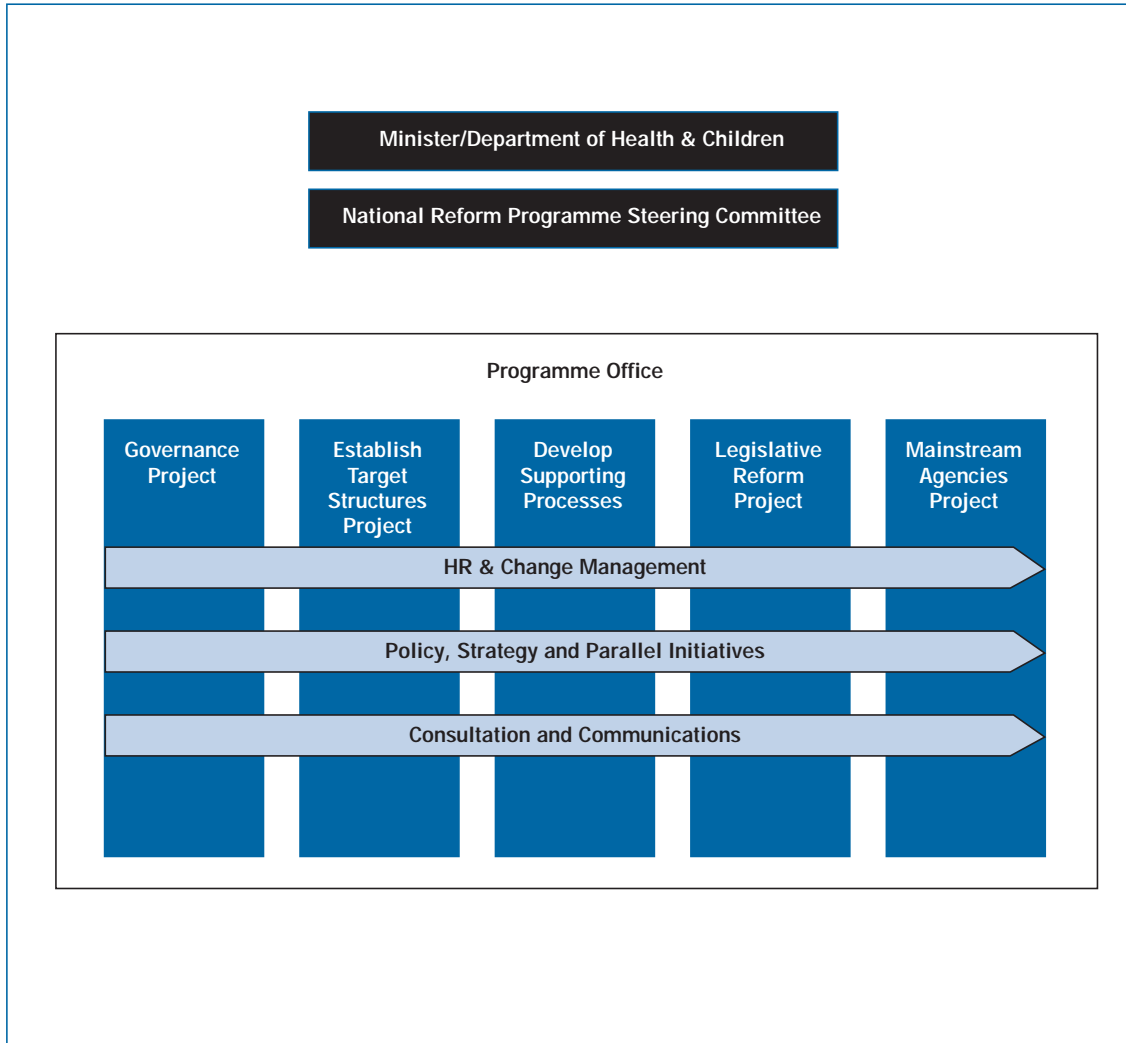 Minister/Department of Health & Children
National Reform Programme Steering Committee
Programme Office
Governance
Project
Establish
Target
Structures
Project
Develop
Supporting
Processes
Legislative
Reform
Project
Mainstream
Agencies
Project
HR & Change Management
Policy, Strategy and Parallel Initiatives
Consultation and Communications